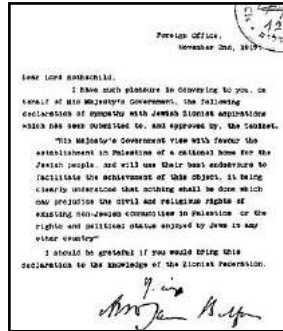 Foreign Office,
November 2nd, 1917.
Dear Lord Rothschild,
I have much pleasure in conveying to you, on
behalf of His Majesty's Government, the following
declaration of sympathy with Jewish Zionist aspirations
which has been submitted to, and approved by, the Cabinet.
"His Majesty's Government view with favour the
establishment in Palestine of a national home for the
Jewish people, and will use their best endeavours to
facilitate the achievement of this object, it being
clearly understood that nothing shall be done which
may prejudice the civil and religious rights of
existing non-Jewish communities in Palestine, or the
rights and political status enjoyed by Jews in any
other country"
I should be grateful if you would bring this
declaration to the knowledge of the Zionist Federation.